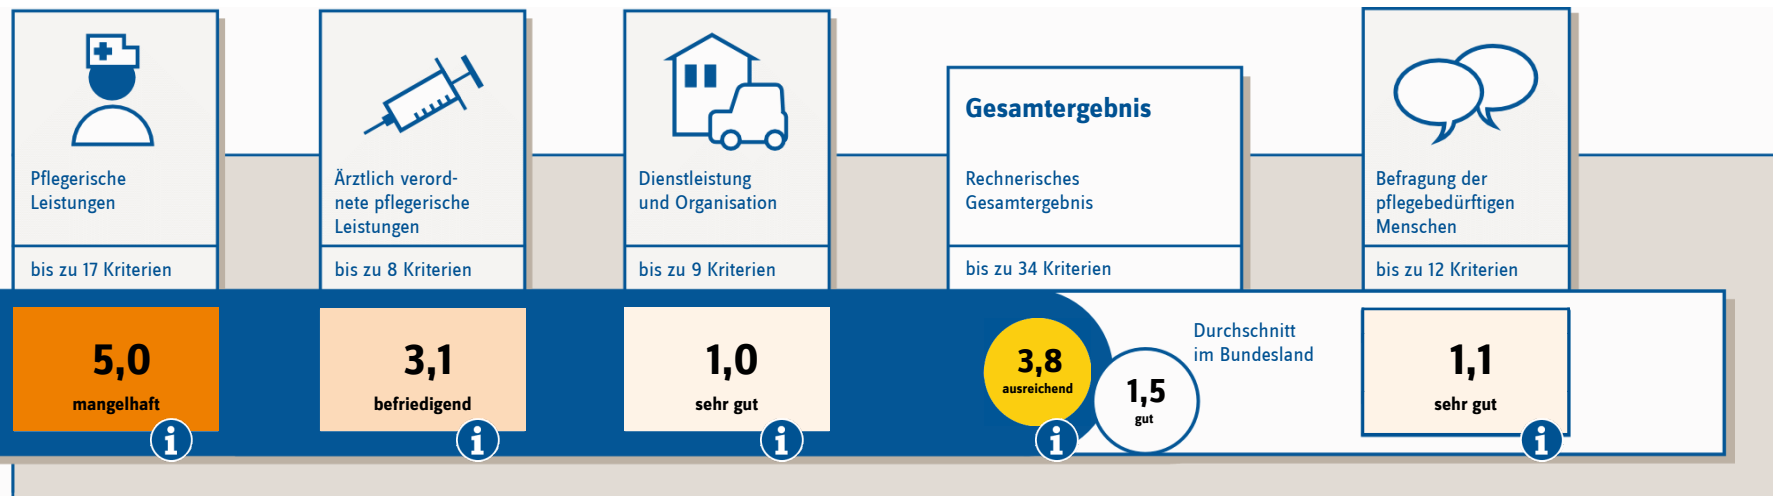 Pflegerische
Leistungen
bis zu 17 Kriterien
5,0
mangelhaft
i
Ärztlich verord-
nete pflegerische
Leistungen
bis zu 8 Kriterien
3,1
befriedigend
i
Dienstleistung
und Organisation
bis zu 9 Kriterien
1,0
sehr gut
i
Gesamtergebnis
Rechnerisches
Gesamtergebnis
bis zu 34 Kriterien
3,8
ausreichend
i
1,5
gut
Durchschnitt
im Bundesland
Befragung der
pflegebedürftigen
Menschen
bis zu 12 Kriterien
1,1
sehr gut
i